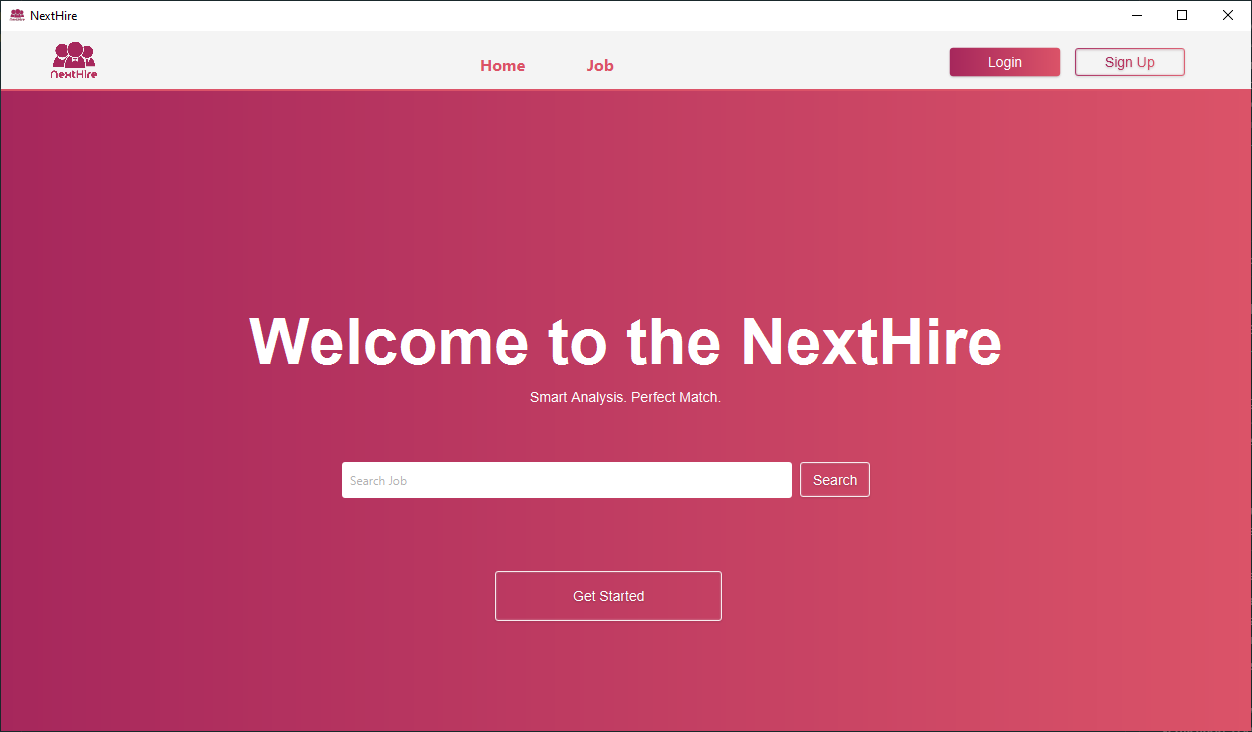 NextHire
NextHire
Home
Job
Login
Sign Up
Welcome to the NextHire
Smart Analysis. Perfect Match.
Search Job
Search
Get Started